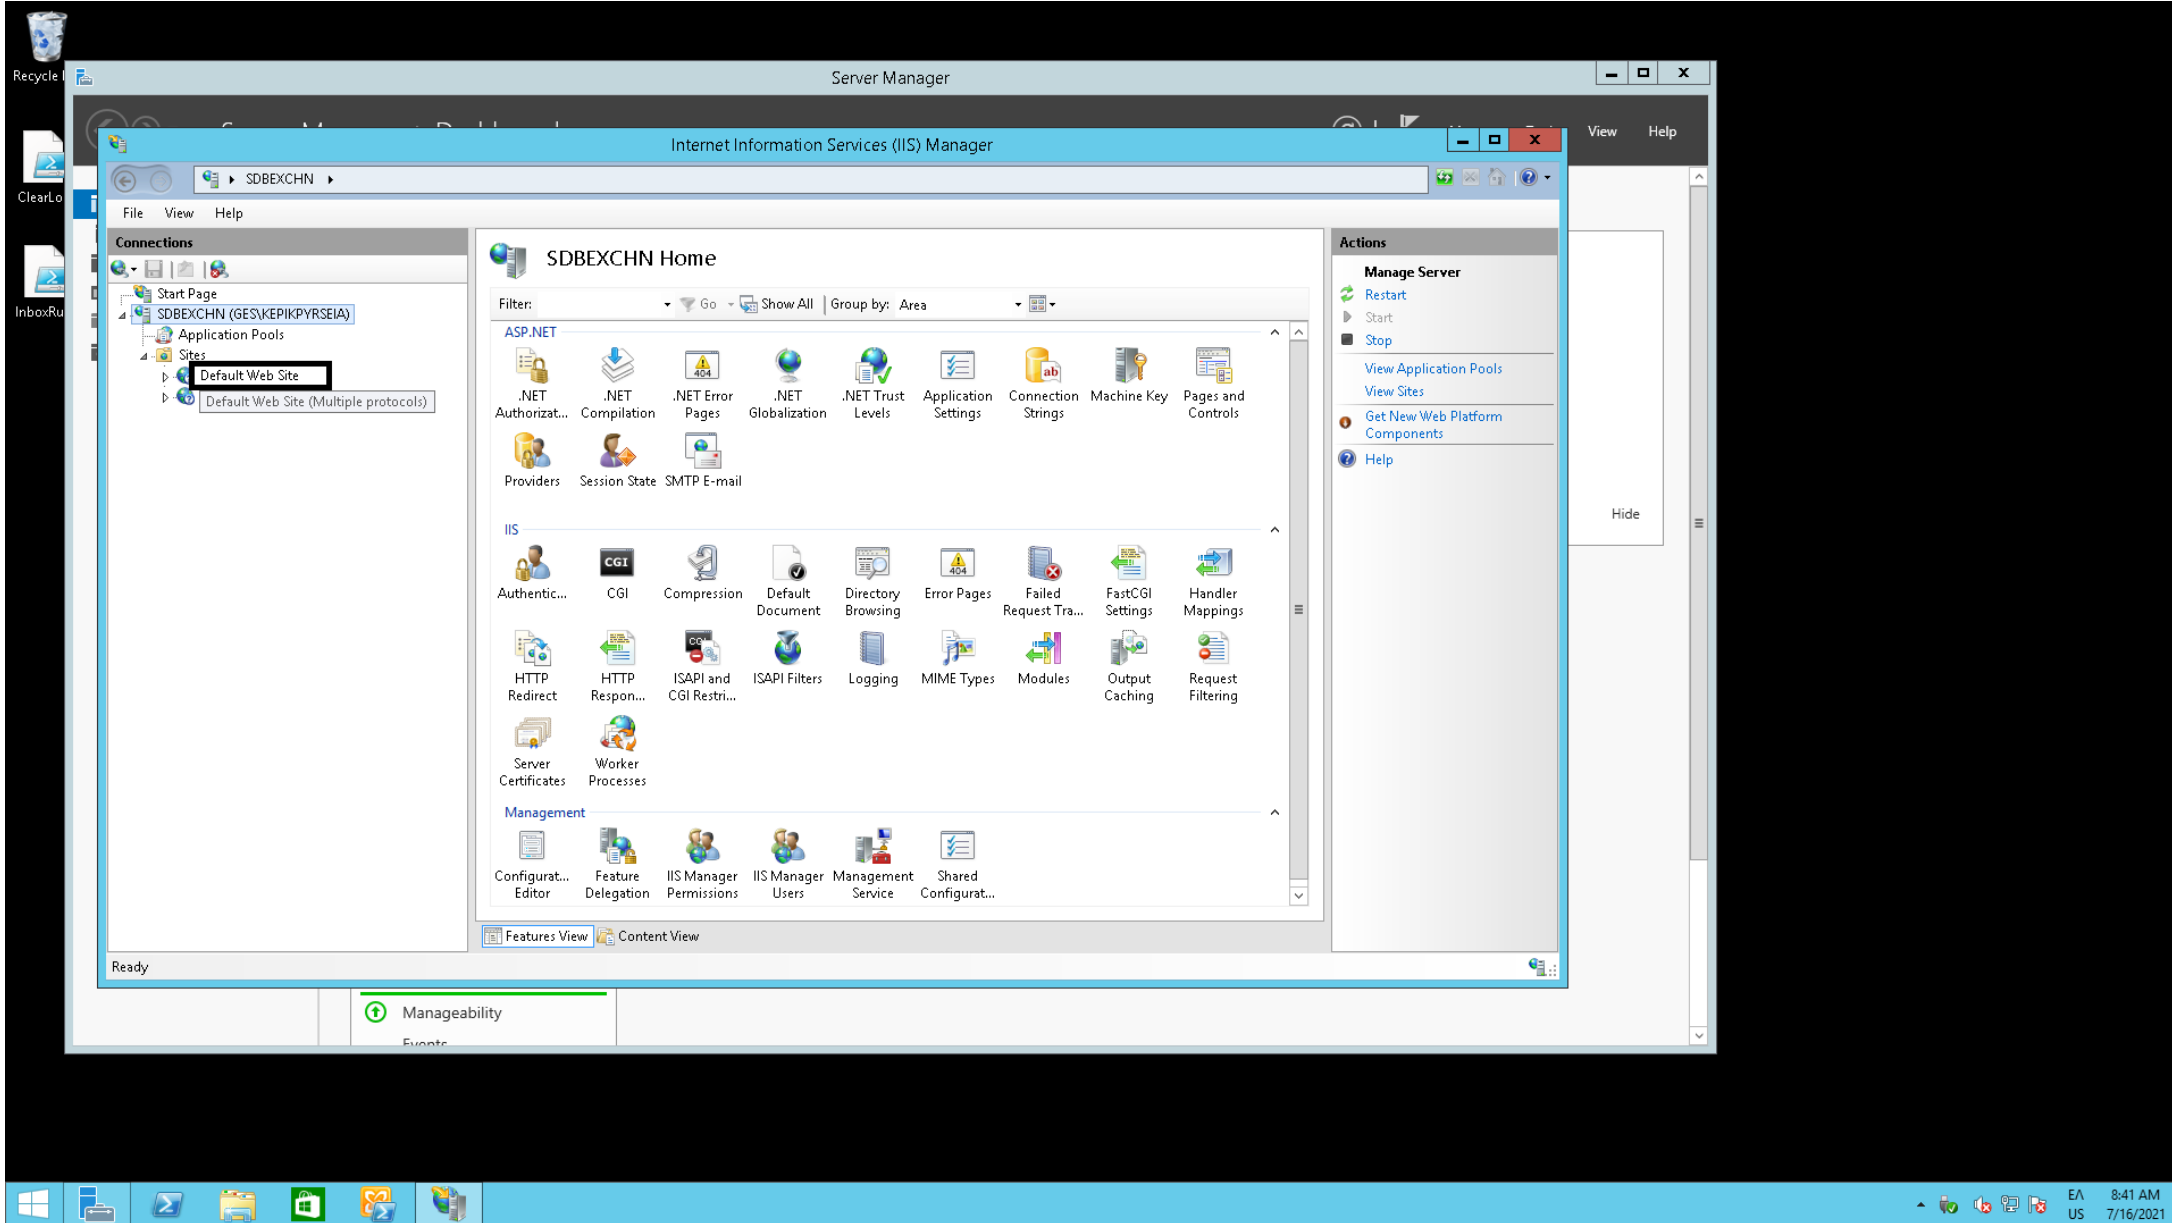 Recycle
Server Manager
View Help
Internet Information Services (IIS) Manager
ClearLo
SDBEXCHN
File View Help
Connections
Start Page
SDBEXCHN (GES\KEPIKPYRSEIA)
Application Pools
Sites
Default Web Site
Default Web Site (Multiple protocols)
InboxRu
SDBEXCHN Home
Filter: Go Show All Group by: Area
ASP.NET
.NET Authorizat...
.NET Compilation
.NET Error Pages
.NET Globalization
.NET Trust Levels
Application Settings
Connection Strings
Machine Key
Pages and Controls
Providers
Session State
SMTP E-mail
IIS
Authentic...
CGI
Compression
Default Document
Directory Browsing
Error Pages
Failed Request Tra...
FastCGI Settings
Handler Mappings
HTTP Redirect
HTTP Respon...
ISAPI and CGI Restri...
ISAPI Filters
Logging
MIME Types
Modules
Output Caching
Request Filtering
Server Certificates
Worker Processes
Management
Configurat... Editor
Feature Delegation
IIS Manager Permissions
IIS Manager Users
Management Service
Shared Configurat...
Features View Content View
Ready
Actions
Manage Server
Restart
Start
Stop
View Application Pools
View Sites
Get New Web Platform
Components
Help
Hide
Manageability
Events
ΕΛ 8:41 AM
US 7/16/2021